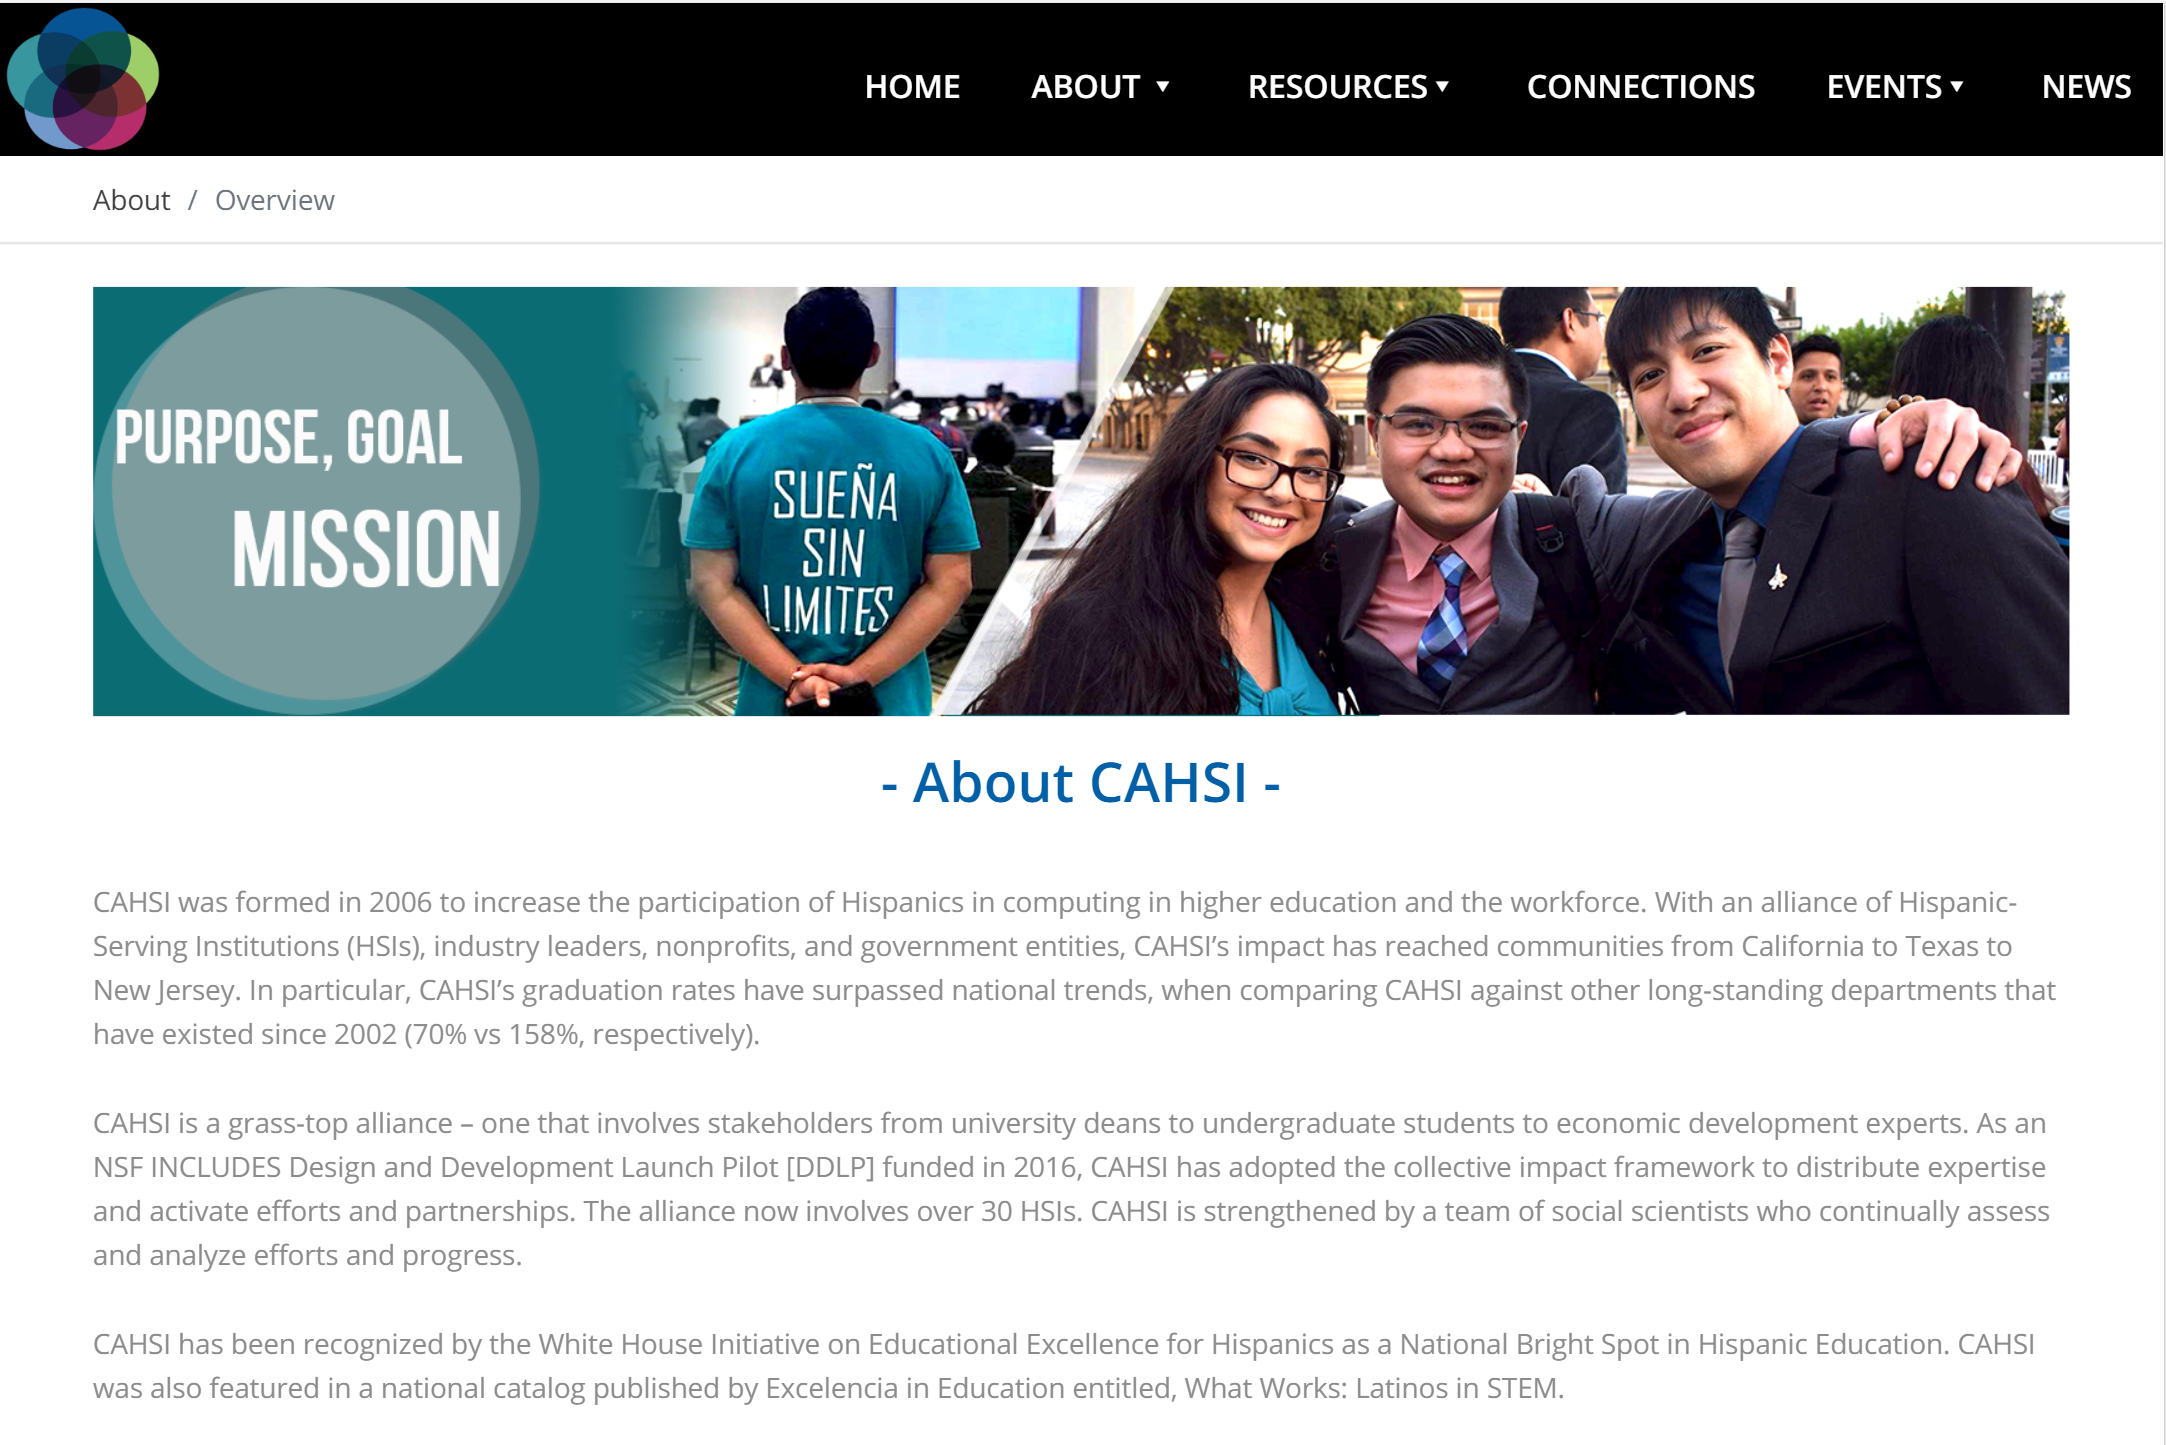 HOME ABOUT RESOURCES CONNECTIONS EVENTS NEWS
About / Overview
PURPOSE, GOAL
MISSION
SUEÑA
SIN
LIMITES
- About CAHSI -
CAHSI was formed in 2006 to increase the participation of Hispanics in computing in higher education and the workforce. With an alliance of Hispanic-
Serving Institutions (HSIs), industry leaders, nonprofits, and government entities, CAHSI’s impact has reached communities from California to Texas to
New Jersey. In particular, CAHSI’s graduation rates have surpassed national trends, when comparing CAHSI against other long-standing departments that
have existed since 2002 (70% vs 158%, respectively).
CAHSI is a grass-top alliance – one that involves stakeholders from university deans to undergraduate students to economic development experts. As an
NSF INCLUDES Design and Development Launch Pilot [DDLP] funded in 2016, CAHSI has adopted the collective impact framework to distribute expertise
and activate efforts and partnerships. The alliance now involves over 30 HSIs. CAHSI is strengthened by a team of social scientists who continually assess
and analyze efforts and progress.
CAHSI has been recognized by the White House Initiative on Educational Excellence for Hispanics as a National Bright Spot in Hispanic Education. CAHSI
was also featured in a national catalog published by Excelencia in Education entitled, What Works: Latinos in STEM.